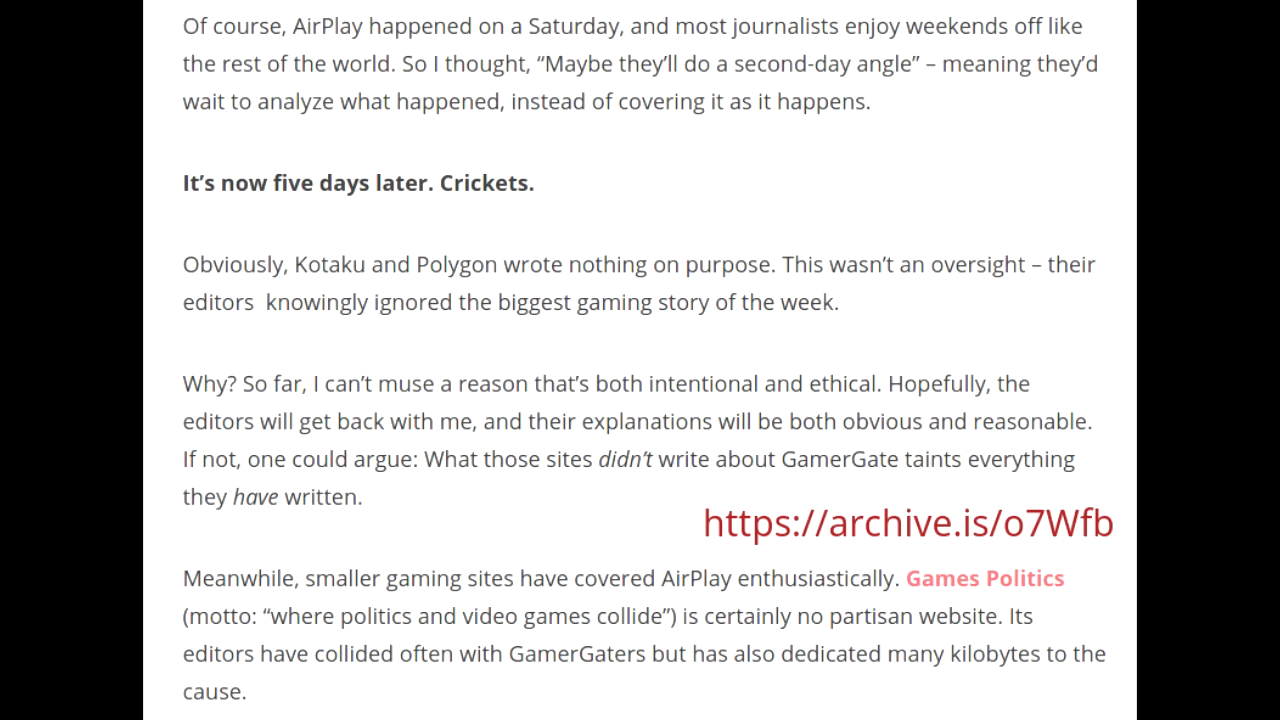 Of course, AirPlay happened on a Saturday, and most journalists enjoy weekends off like
the rest of the world. So I thought, “Maybe they’ll do a second-day angle” – meaning they’d
wait to analyze what happened, instead of covering it as it happens.
It’s now five days later. Crickets.
Obviously, Kotaku and Polygon wrote nothing on purpose. This wasn’t an oversight – their
editors  knowingly ignored the biggest gaming story of the week.
Why? So far, I can’t muse a reason that’s both intentional and ethical. Hopefully, the
editors will get back with me, and their explanations will be both obvious and reasonable.
If not, one could argue: What those sites didn’t write about GamerGate taints everything
they have written.
https://archive.is/o7Wfb
Meanwhile, smaller gaming sites have covered AirPlay enthusiastically. Games Politics
(motto: “where politics and video games collide”) is certainly no partisan website. Its
editors have collided often with GamerGaters but has also dedicated many kilobytes to the
cause.